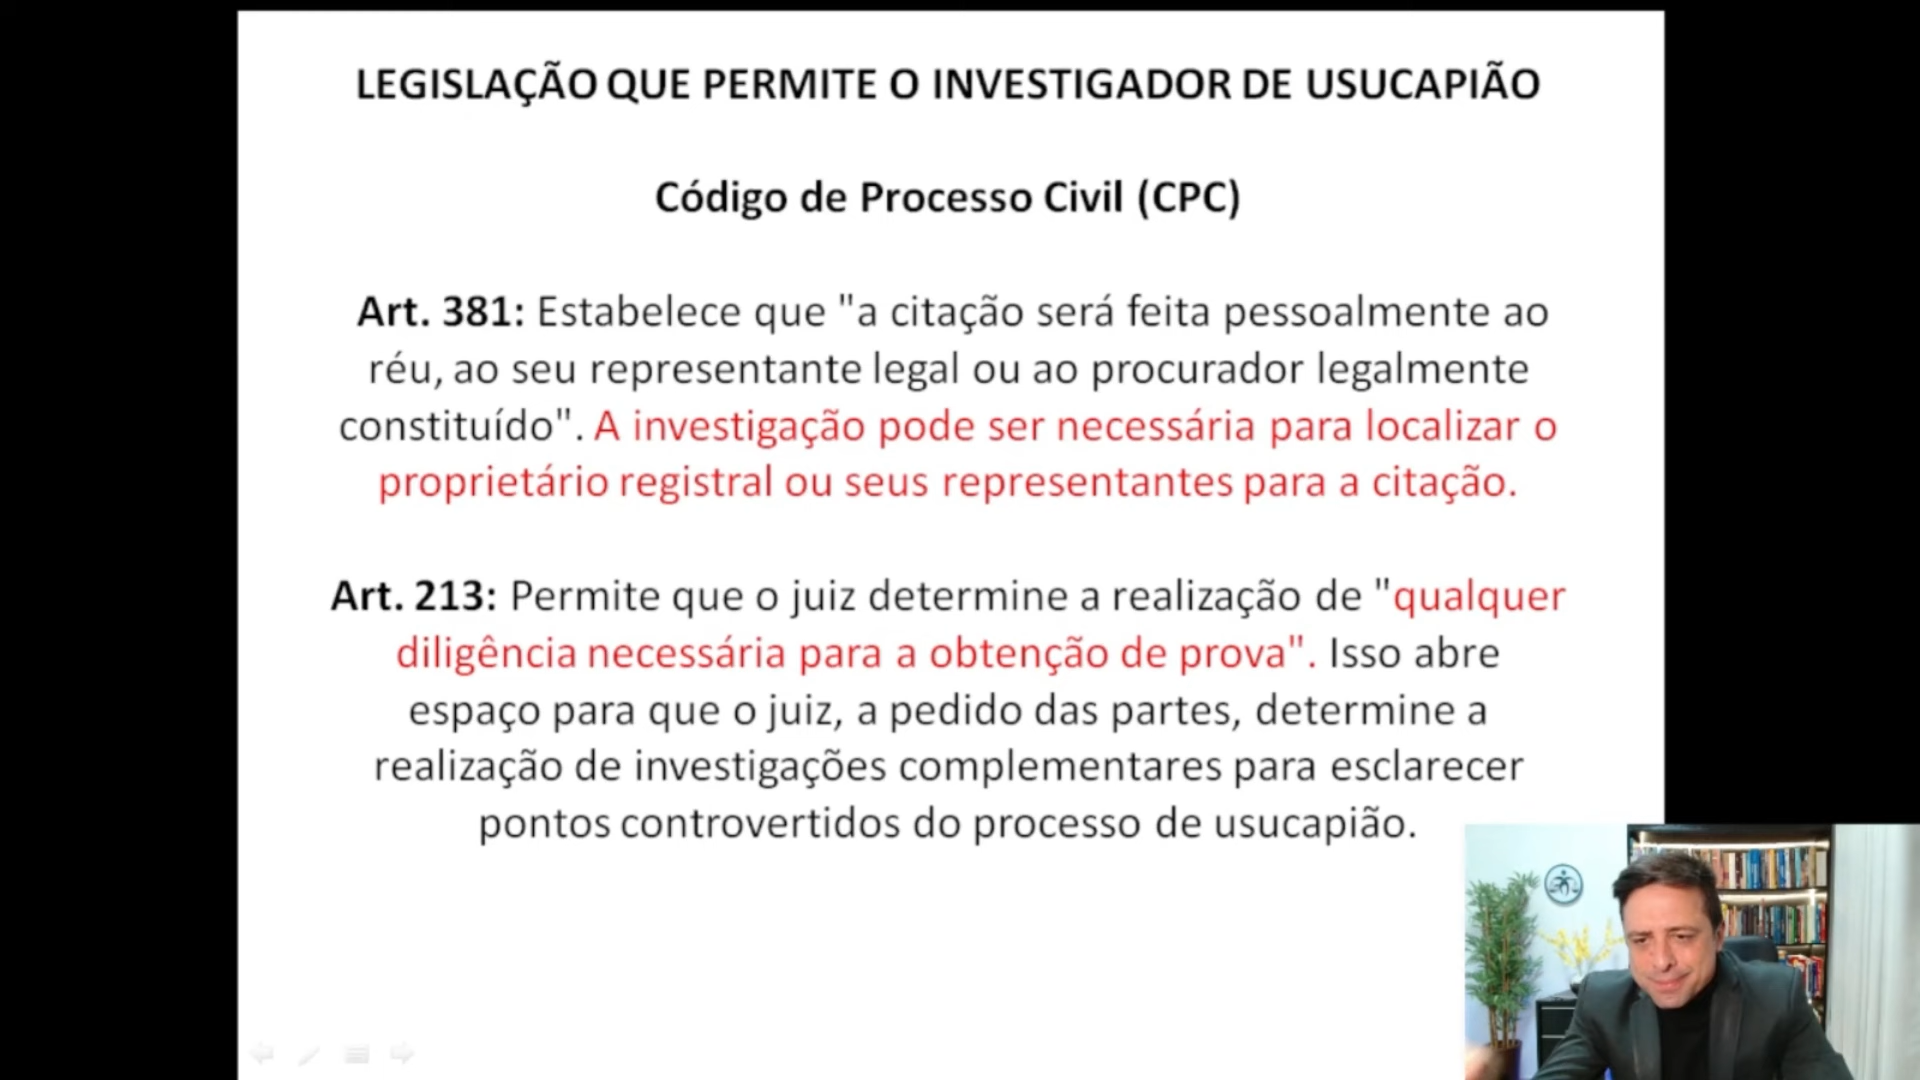 LEGISLAÇÃO QUE PERMITE O INVESTIGADOR DE USUCAPIÃO
Código de Processo Civil (CPC)
Art. 381: Estabelece que "a citação será feita pessoalmente ao
réu, ao seu representante legal ou ao procurador legalmente
constituído". A investigação pode ser necessária para localizar o
proprietário registral ou seus representantes para a citação.
Art. 213: Permite que o juiz determine a realização de "qualquer
diligência necessária para a obtenção de prova". Isso abre
espaço para que o juiz, a pedido das partes, determine a
realização de investigações complementares para esclarecer
pontos controvertidos do processo de usucapião.